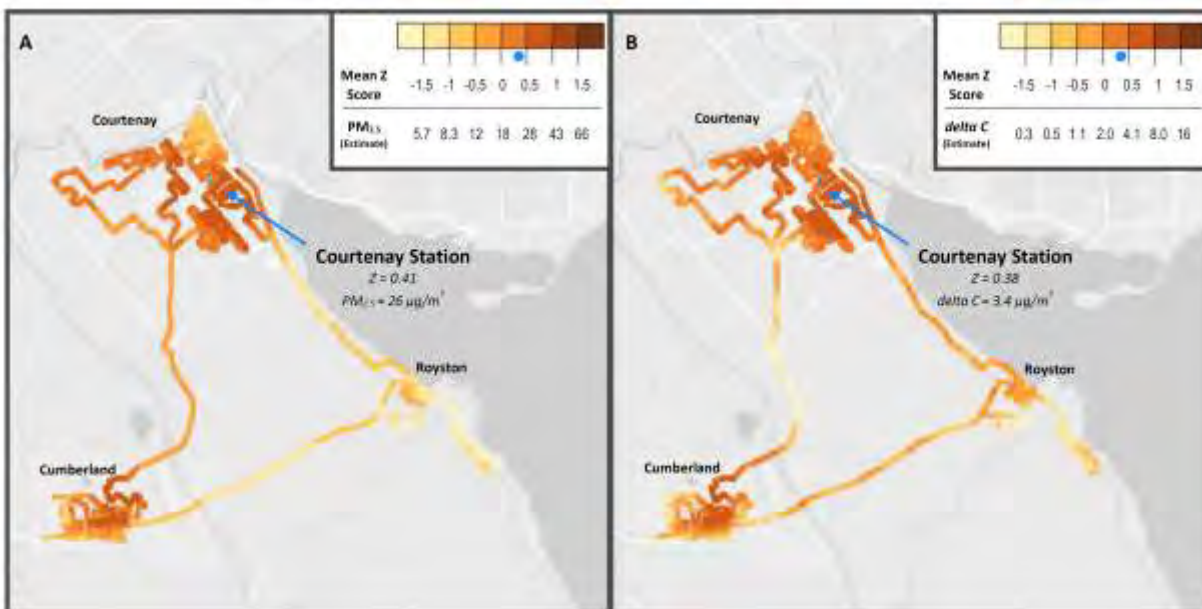 A
Mean Z
Score
-1.5 -1 -0.5 0 0.5 1 1.5
PM2.5
(Estimate)
5.7 8.3 12 18 28 43 66
Courtenay
Courtenay Station
Z = 0.41
PM2.5 = 26 µg/m³
Royston
Cumberland
B
Mean Z
Score
-1.5 -1 -0.5 0 0.5 1 1.5
delta C
(Estimate)
0.3 0.5 1.1 2.0 4.1 8.0 16
Courtenay
Courtenay Station
Z = 0.38
delta C = 3.4 µg/m³
Royston
Cumberland